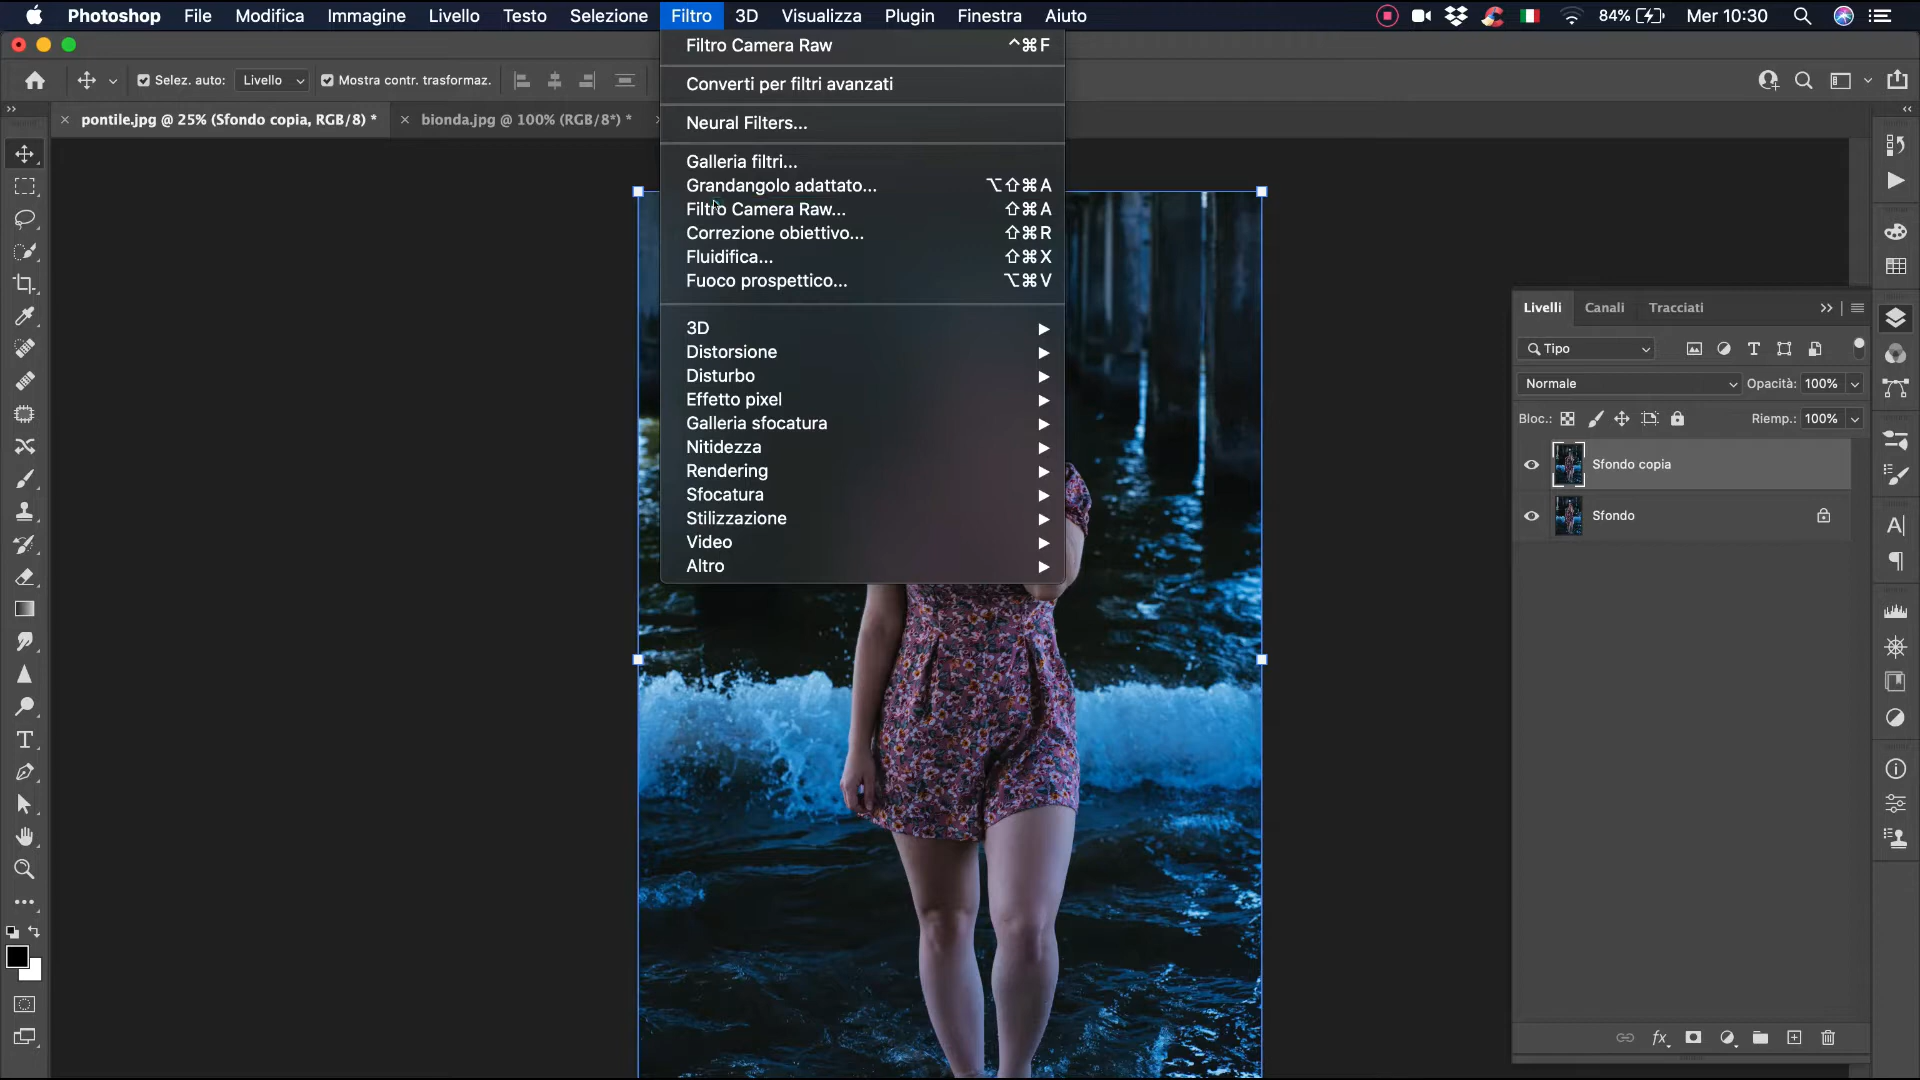 Photoshop File Modifica Immagine Livello Testo Selezione Filtro 3D Visualizza Plugin Finestra Aiuto 84% Mer 10:30
Selez. auto: Livello Mostra contr. trasformaz.
pontile.jpg @ 25% (Sfondo copia, RGB/8) *
bionda.jpg @ 100% (RGB/8*) *
Filtro Camera Raw ^⌘F
Converti per filtri avanzati
Neural Filters...
Galleria filtri...
Grandangolo adattato... ⌥⇧⌘A
Filtro Camera Raw... ⇧⌘A
Correzione obiettivo... ⇧⌘R
Fluidifica... ⇧⌘X
Fuoco prospettico... ⌥⌘V
3D
Distorsione
Disturbo
Effetto pixel
Galleria sfocatura
Nitidezza
Rendering
Sfocatura
Stilizzazione
Video
Altro
Livelli Canali Tracciati
Tipo
Normale Opacità: 100%
Bloc.: Riemp.: 100%
Sfondo copia
Sfondo